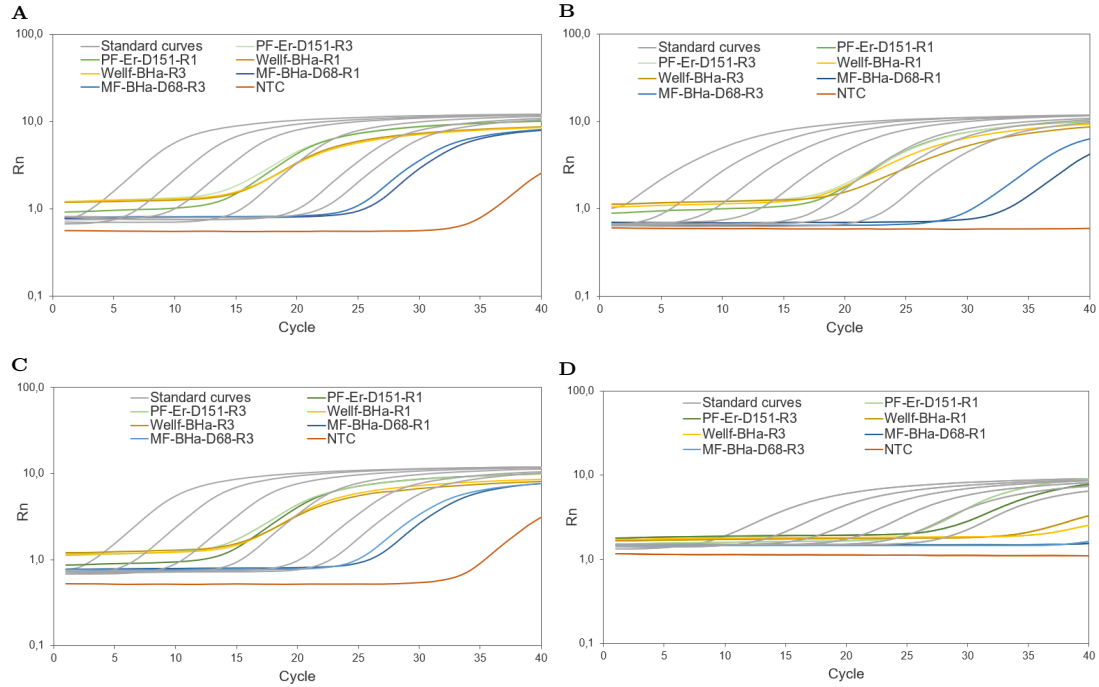 A
100,0
10,0
1,0
0,1
Rn
Standard curves PF-Er-D151-R3
PF-Er-D151-R1 Wellf-BHa-R1
Wellf-BHa-R3 MF-BHa-D68-R1
MF-BHa-D68-R3 NTC
0 5 10 15 20 25 30 35 40
Cycle
B
100,0
10,0
1,0
0,1
Rn
Standard curves PF-Er-D151-R1
PF-Er-D151-R3 Wellf-BHa-R1
Wellf-BHa-R3 MF-BHa-D68-R1
MF-BHa-D68-R3 NTC
0 5 10 15 20 25 30 35 40
Cycle
C
100,0
10,0
1,0
0,1
Rn
Standard curves PF-Er-D151-R1
PF-Er-D151-R3 Wellf-BHa-R1
Wellf-BHa-R3 MF-BHa-D68-R1
MF-BHa-D68-R3 NTC
0 5 10 15 20 25 30 35 40
Cycle
D
100,0
10,0
1,0
0,1
Rn
Standard curves PF-Er-D151-R1
PF-Er-D151-R3 Wellf-BHa-R1
Wellf-BHa-R3 MF-BHa-D68-R1
MF-BHa-D68-R3 NTC
0 5 10 15 20 25 30 35 40
Cycle